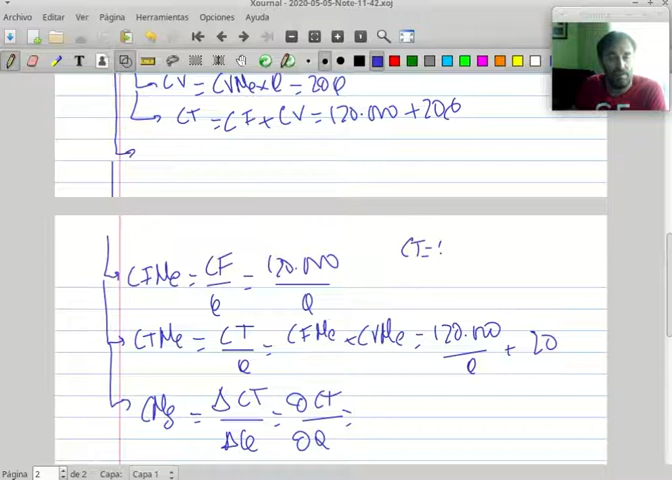 Xournal - 2020-05-05-Note-11-42.xoj
Archivo Editar Ver Página Herramientas Opciones Ayuda
CV = CVMe x Q = 20Q
CT = CF + CV = 120.000 + 20Q
CT = 
CFMe = CF/Q = 120.000/Q
CTMe = CT/Q = CFMe + CVMe = 120.000/Q + 20
CMg = ΔCT/ΔQ = ∂CT/∂Q =
Página 2 de 2 Capa: Capa 1